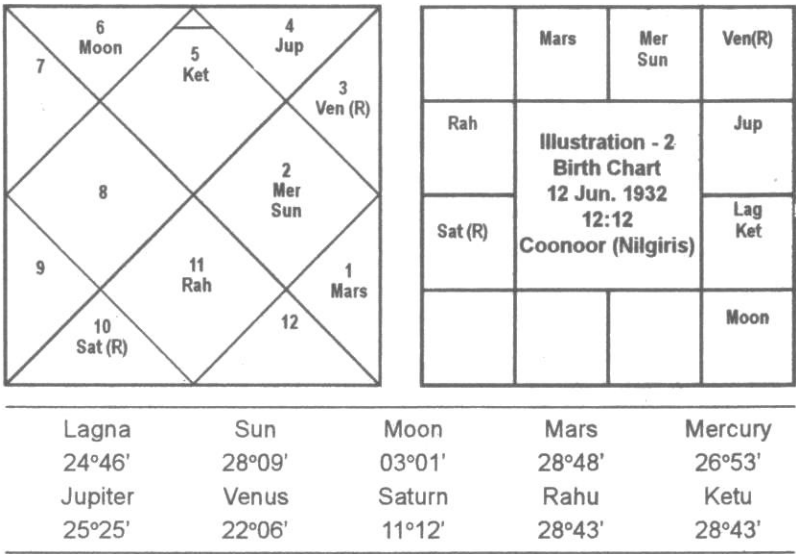 6
Moon
5
Ket
4
Jup
7
3
Ven (R)
8
2
Mer
Sun
9
11
Rah
1
Mars
10
Sat (R)
12
Mars
Mer
Sun
Ven(R)
Rah
Jup
Illustration - 2
Birth Chart
12 Jun. 1932
12:12
Coonoor (Nilgiris)
Sat (R)
Lag
Ket
Moon
Lagna Sun Moon Mars Mercury
24°46' 28°09' 03°01' 28°48' 26°53'
Jupiter Venus Saturn Rahu Ketu
25°25' 22°06' 11°12' 28°43' 28°43'